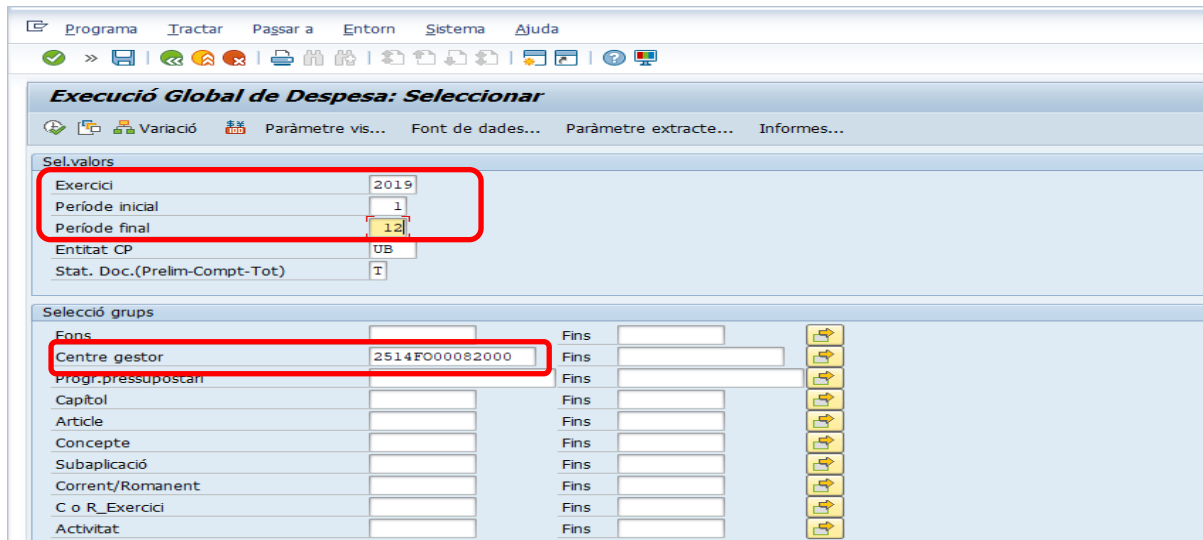 Programa Tractar Passar a Entorn Sistema Ajuda
Execució Global de Despesa: Seleccionar
Variació Paràmetre vis... Font de dades... Paràmetre extracte... Informes...
Sel.valors
Exercici 2019
Període inicial 1
Període final 12
Entitat CP UB
Stat. Doc.(Prelim-Compt-Tot) T
Selecció grups
Fons Fins
Centre gestor 2514FO00082000 Fins
Progr.pressupostari Fins
Capítol Fins
Article Fins
Concepte Fins
Subaplicació Fins
Corrent/Romanent Fins
C o R_Exercici Fins
Activitat Fins